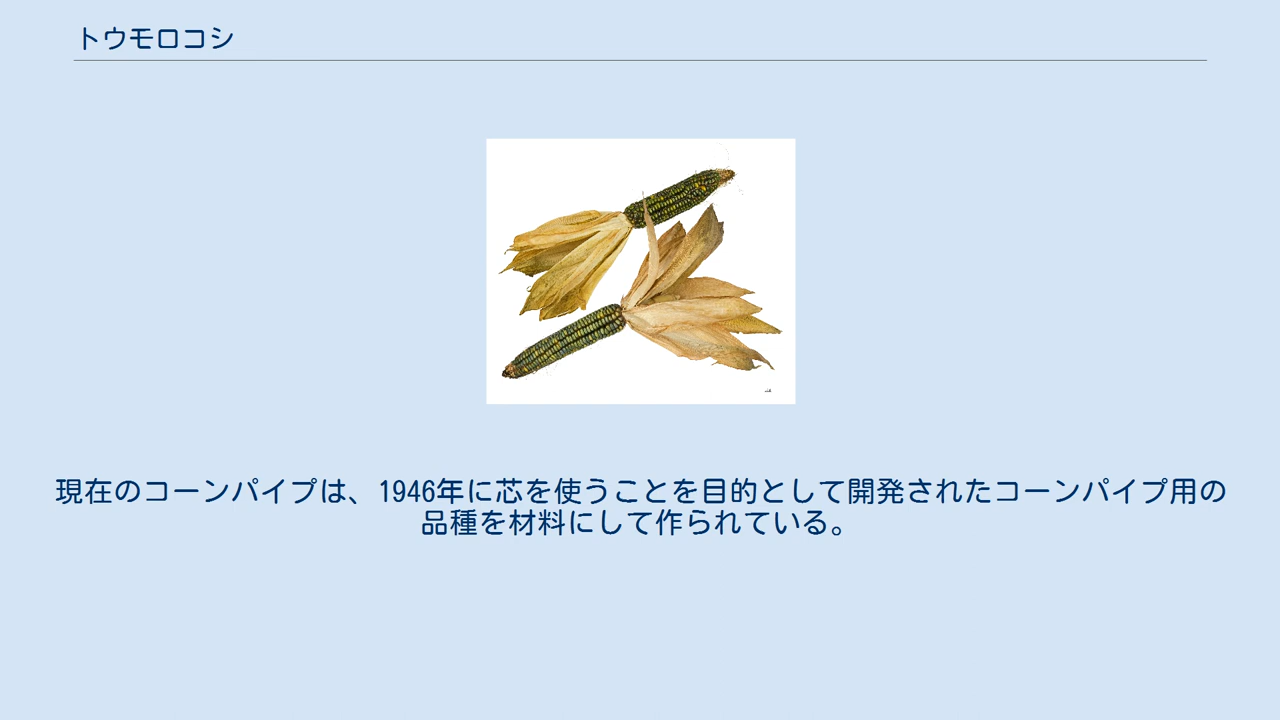 トウモロコシ
現在のコーンパイプは、1946年に芯を使うことを目的として開発されたコーンパイプ用の
品種を材料にして作られている。